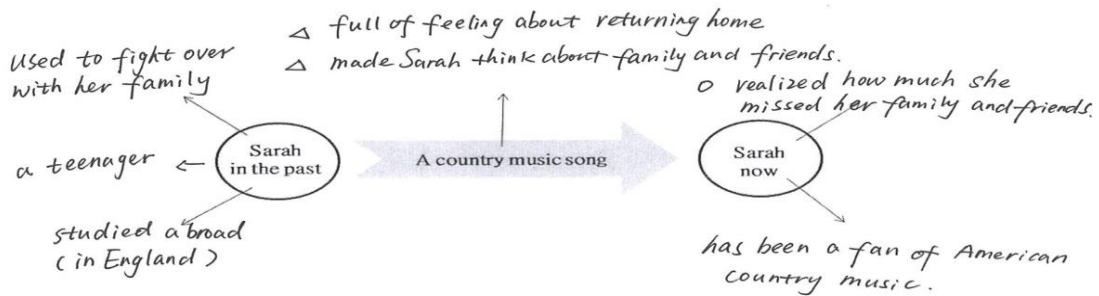 used to fight over
with her family
△ full of feeling about returning home
△ made Sarah think about family and friends.
o realized how much she
missed her family and friends.
a teenager
Sarah
in the past
A country music song
Sarah
now
studied abroad
(in England)
has been a fan of American
country music.